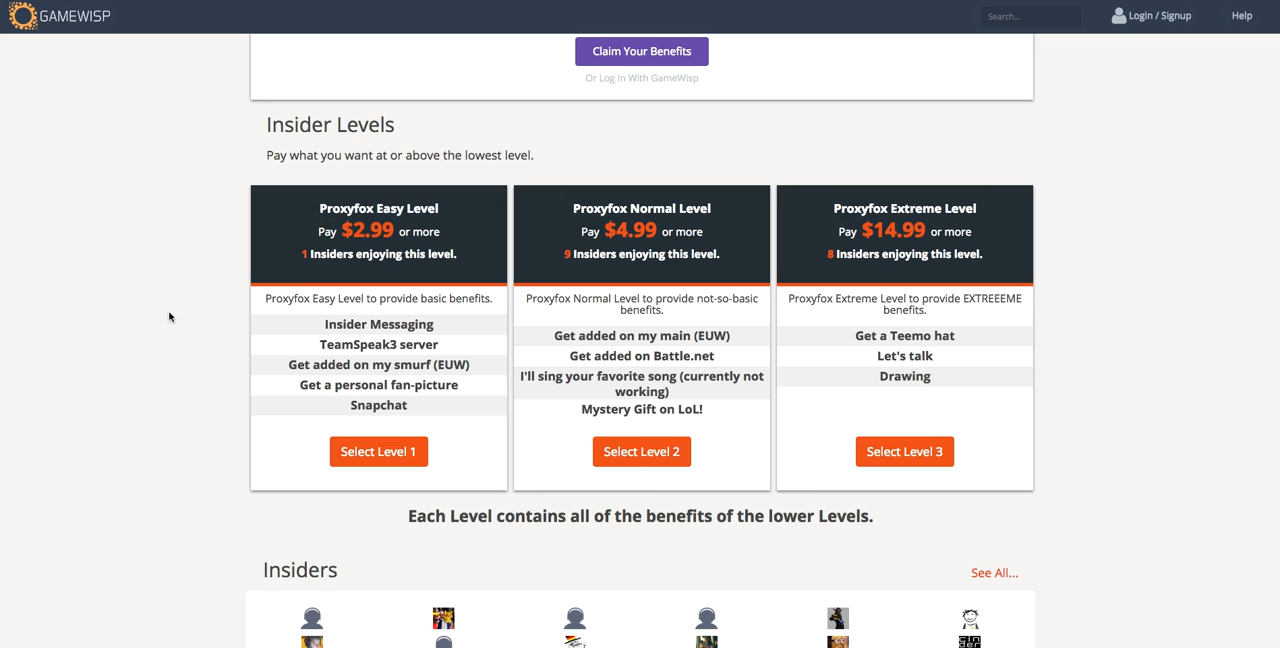 GAMEWISP
Search...
Login / Signup
Help
Claim Your Benefits
Or Log In With GameWisp
Insider Levels
Pay what you want at or above the lowest level.
Proxyfox Easy Level
Pay $2.99 or more
1 Insiders enjoying this level.
Proxyfox Easy Level to provide basic benefits.
Insider Messaging
TeamSpeak3 server
Get added on my smurf (EUW)
Get a personal fan-picture
Snapchat
Select Level 1
Proxyfox Normal Level
Pay $4.99 or more
9 Insiders enjoying this level.
Proxyfox Normal Level to provide not-so-basic
benefits.
Get added on my main (EUW)
Get added on Battle.net
I'll sing your favorite song (currently not
working)
Mystery Gift on LoL!
Select Level 2
Proxyfox Extreme Level
Pay $14.99 or more
8 Insiders enjoying this level.
Proxyfox Extreme Level to provide EXTREEEME
benefits.
Get a Teemo hat
Let's talk
Drawing
Select Level 3
Each Level contains all of the benefits of the lower Levels.
Insiders
See All...